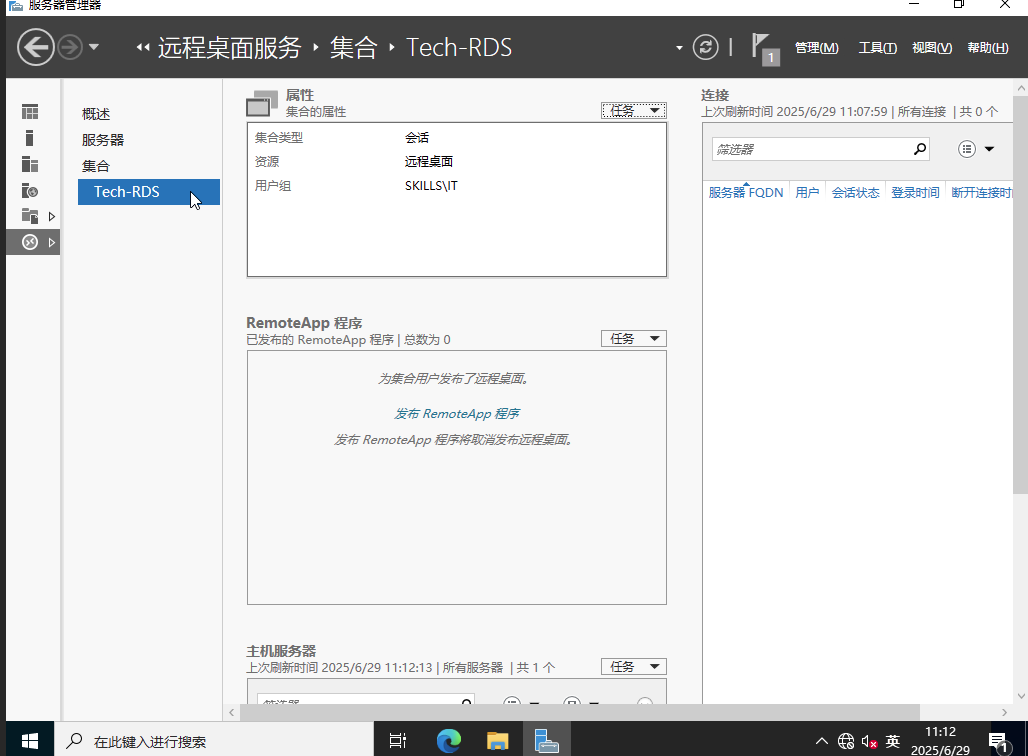 服务器管理器
远程桌面服务 集合 Tech-RDS
1
管理(M) 工具(T) 视图(V) 帮助(H)
概述
服务器
集合
Tech-RDS
属性
集合的属性
任务
集合类型 会话
资源 远程桌面
用户组 SKILLS\IT
RemoteApp 程序
已发布的 RemoteApp 程序 | 总数为 0
任务
为集合用户发布了远程桌面。
发布 RemoteApp 程序
发布 RemoteApp 程序将取消发布远程桌面。
主机服务器
上次刷新时间 2025/6/29 11:12:13 | 所有服务器 | 共 1 个
任务
筛选器
连接
上次刷新时间 2025/6/29 11:07:59 | 所有连接 | 共 0 个
筛选器
服务器 FQDN 用户 会话状态 登录时间 断开连接时
在此键入进行搜索
英
11:12
2025/6/29
1